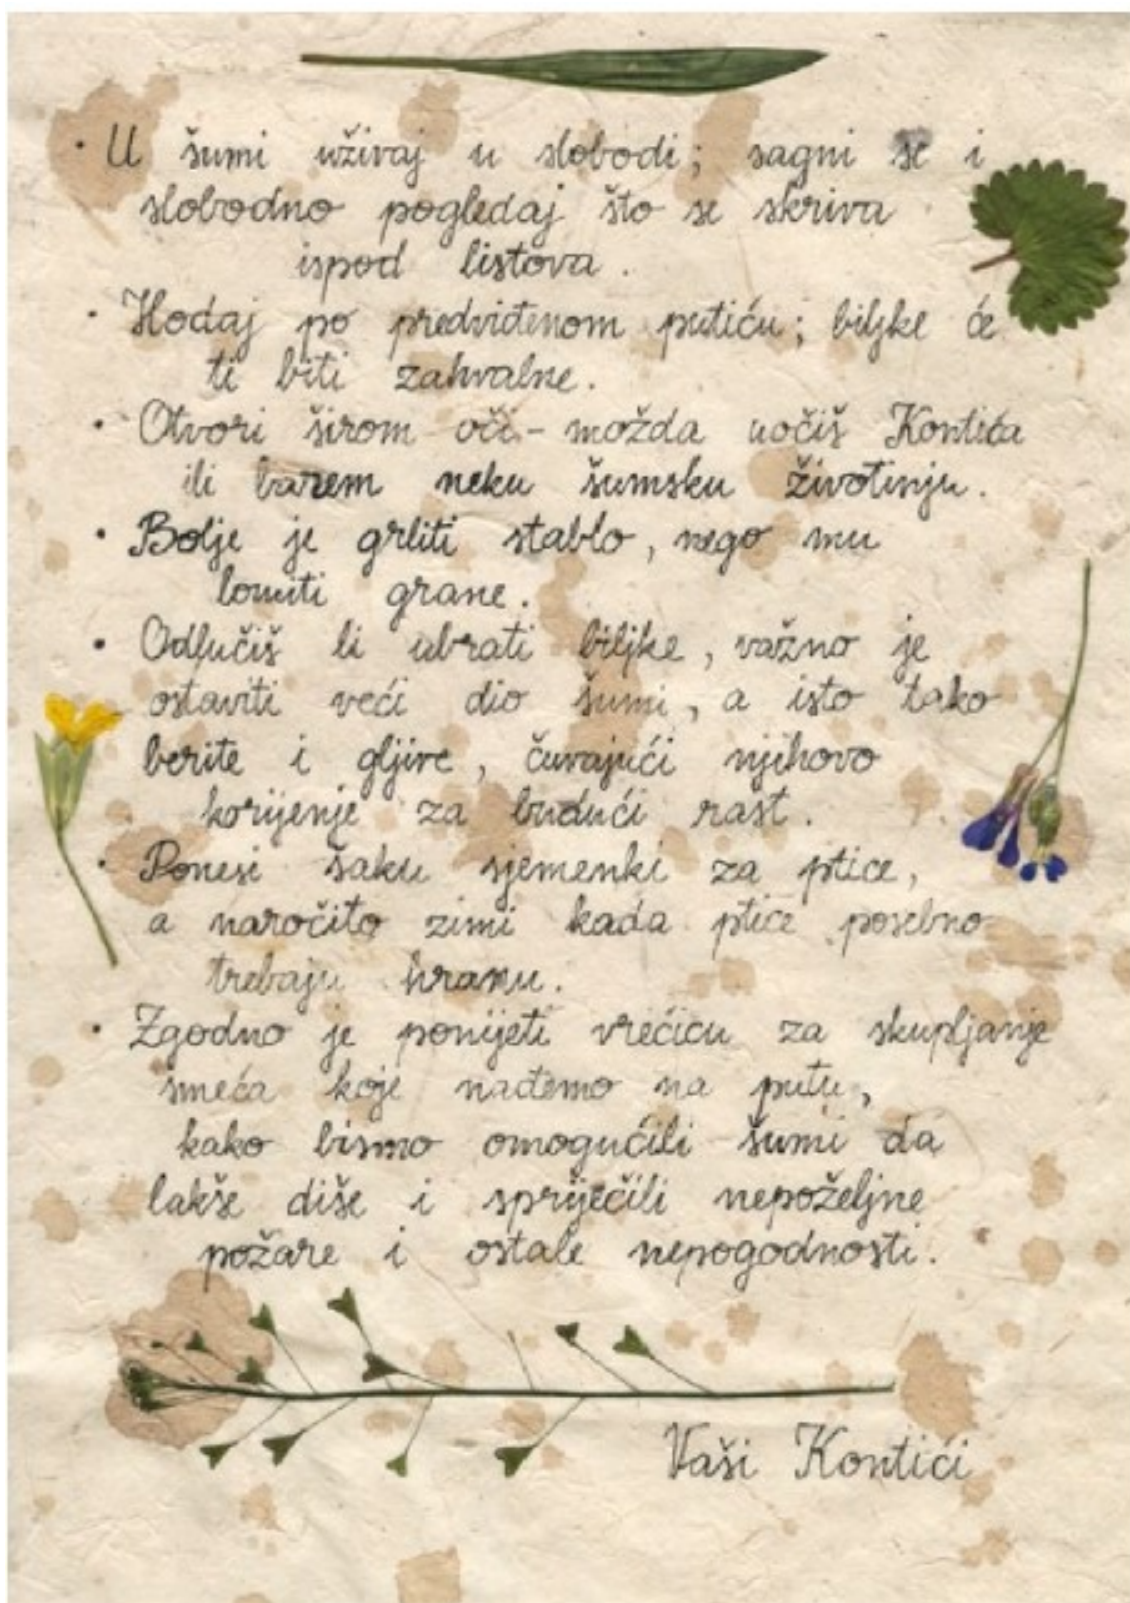 · U šumi uživaj u slobodi; sagni se i
slobodno pogledaj što se skriva
ispod listova.
· Hodaj po predviđenom putiću; biljke će
ti biti zahvalne.
· Otvori širom oči - možda uočiš Kontića
ili barem neku šumsku životinju.
· Bolje je grliti stablo, nego mu
lomiti grane.
· Odlučiš li ubrati biljke, važno je
ostaviti veći dio šumi, a isto tako
berite i gljive, čuvajući njihovo
korijenje za budući rast.
· Ponesi šaku sjemenki za ptice,
a naročito zimi kada ptice posebno
trebaju hranu.
· Zgodno je ponijeti vrećicu za skupljanje
smeća koje nađemo na putu,
kako bismo omogućili šumi da
lakše diše i spriječili nepoželjne
požare i ostale nepogodnosti.
Vaši Kontići